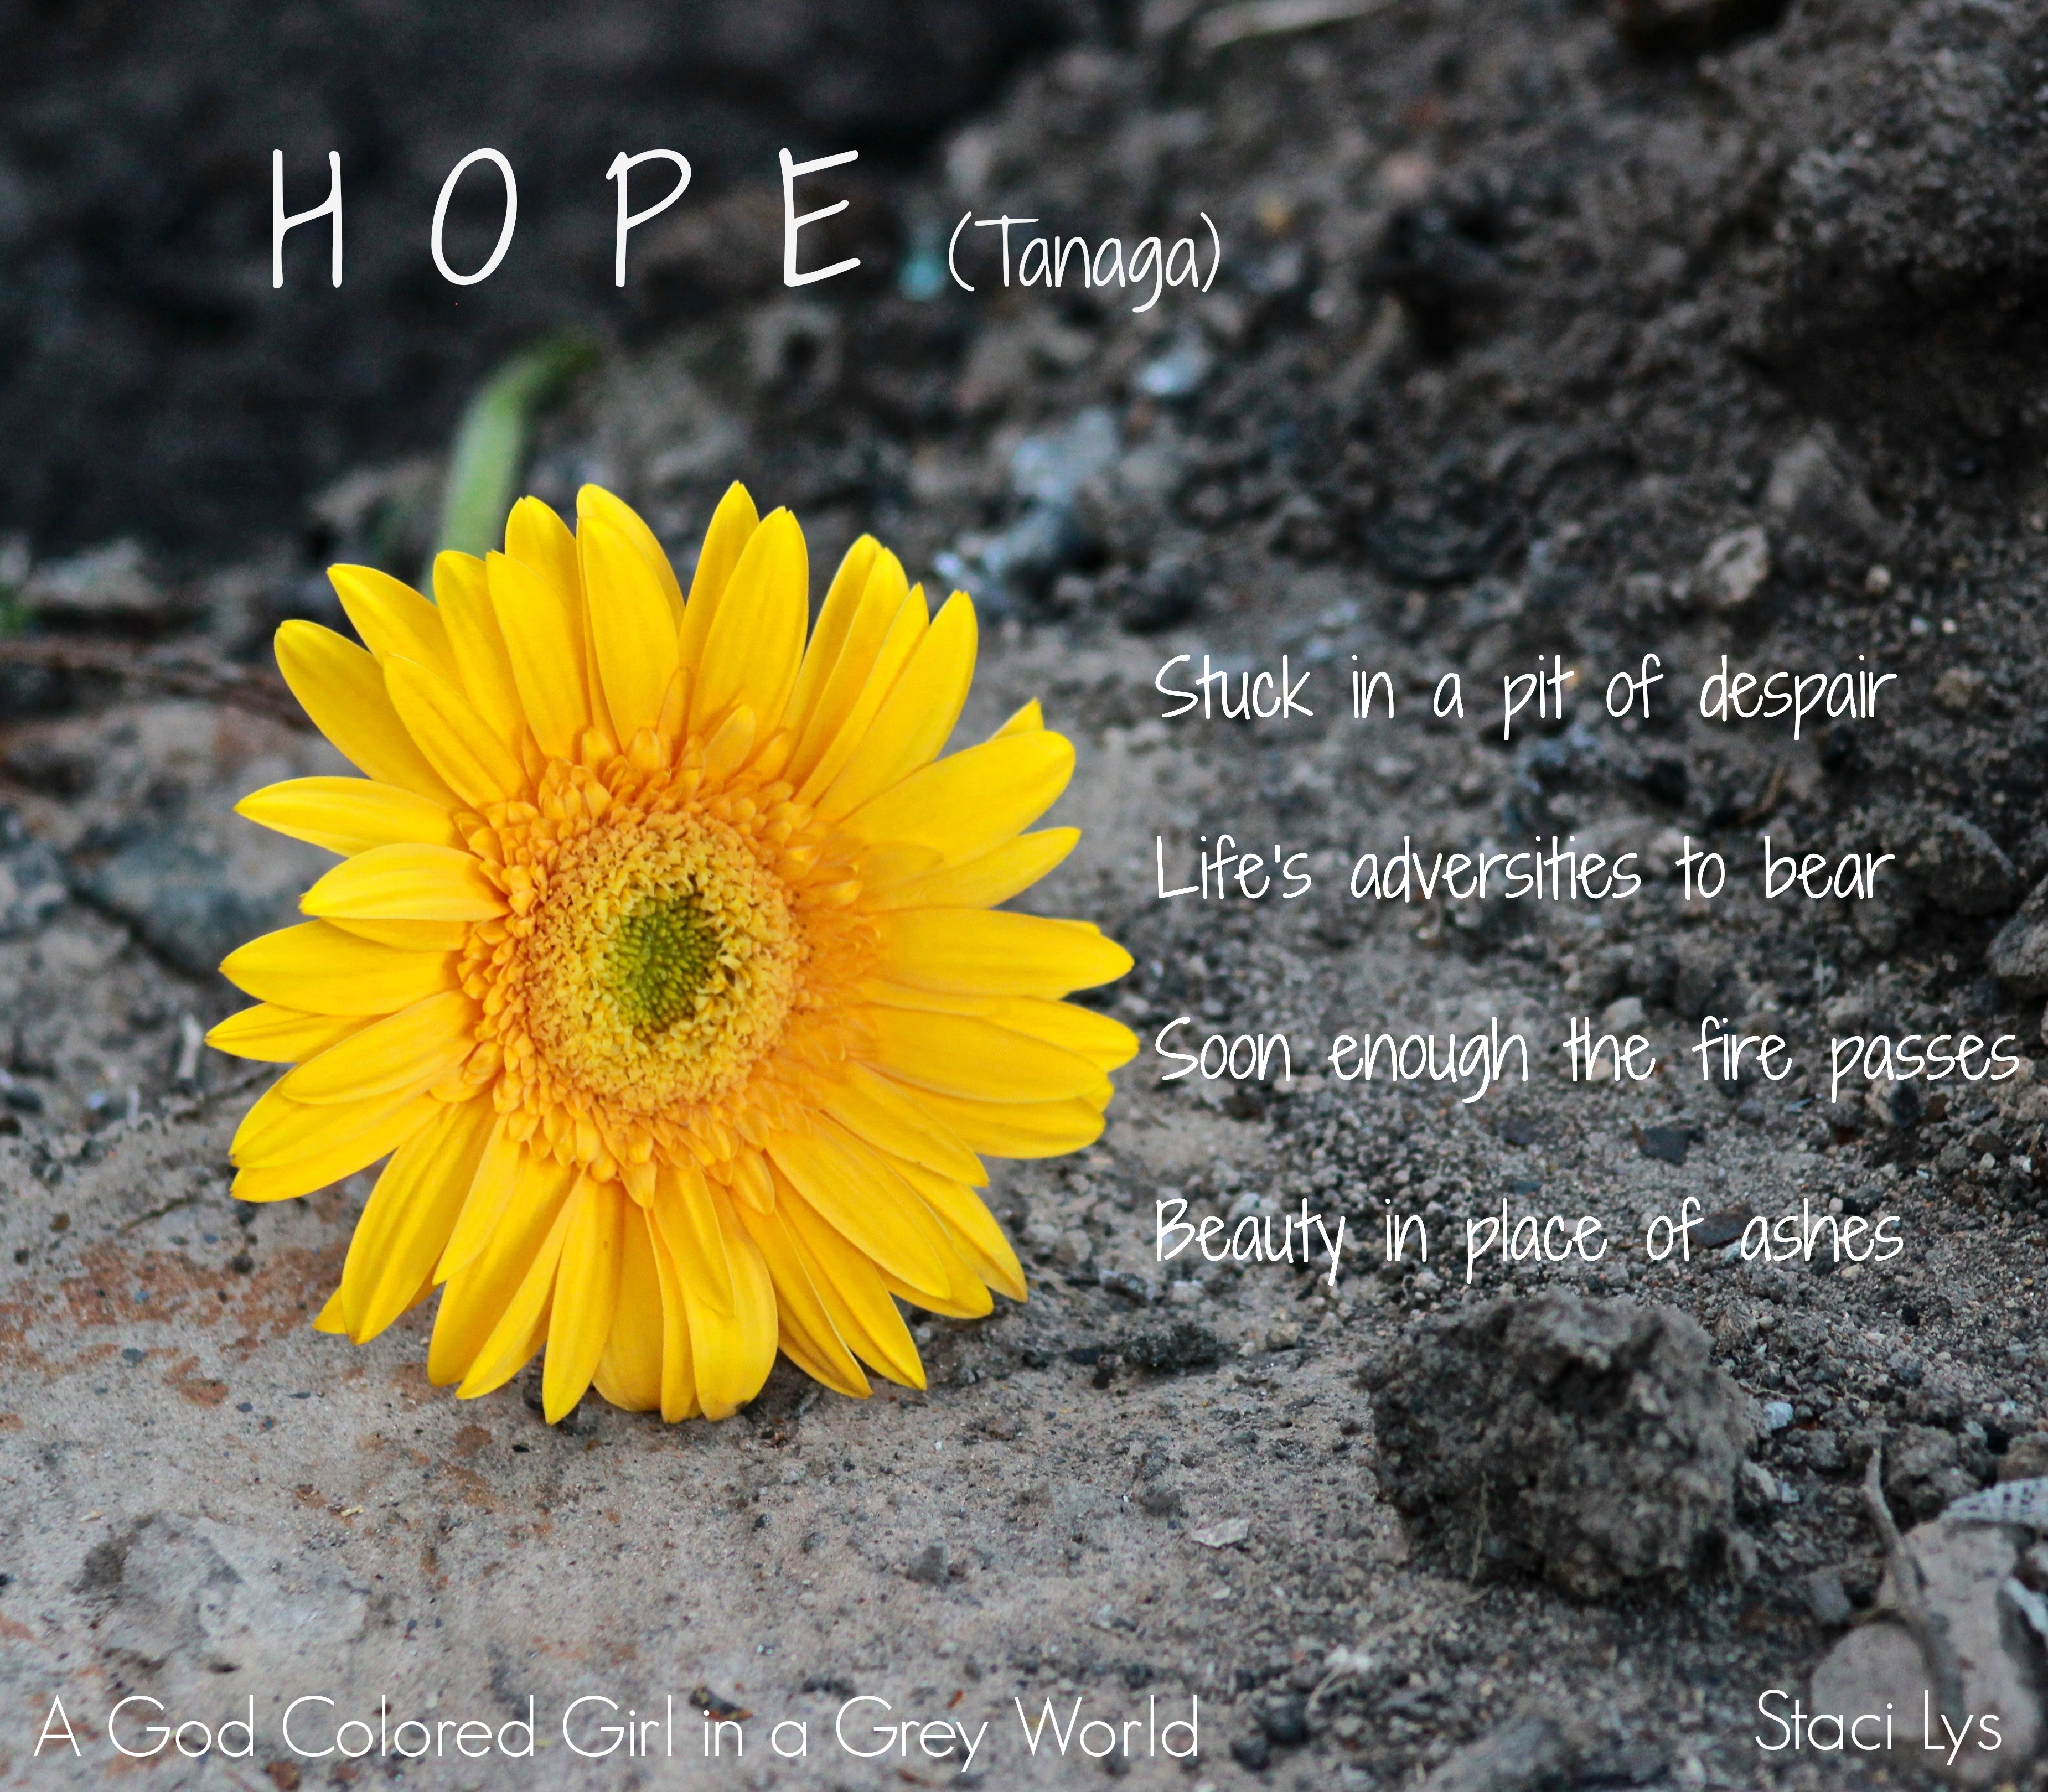 H O P E (Tanaga)
Stuck in a pit of despair
Life's adversities to bear
Soon enough the fire passes
Beauty in place of ashes
A God Colored Girl in a Grey World
Staci Lys